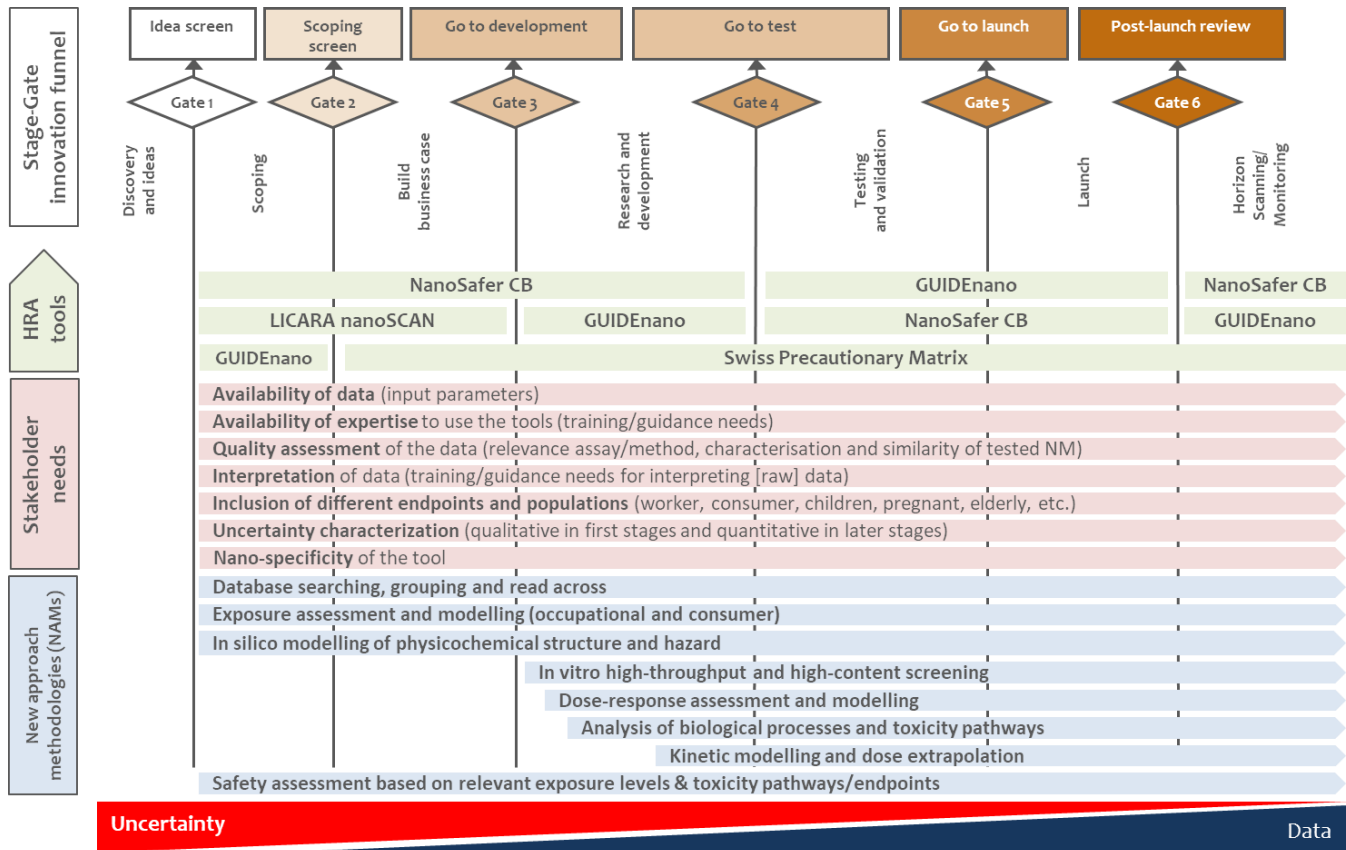 Stage-Gate
innovation funnel
Idea screen
Scoping
screen
Go to development
Go to test
Go to launch
Post-launch review
Gate 1
Gate 2
Gate 3
Gate 4
Gate 5
Gate 6
Discovery
and ideas
Scoping
Build
business case
Research and
development
Testing
and validation
Launch
Horizon
Scanning/
Monitoring
HRA
tools
NanoSafer CB
GUIDEnano
NanoSafer CB
LICARA nanoSCAN
GUIDEnano
NanoSafer CB
GUIDEnano
GUIDEnano
Swiss Precautionary Matrix
Stakeholder
needs
Availability of data (input parameters)
Availability of expertise to use the tools (training/guidance needs)
Quality assessment of the data (relevance assay/method, characterisation and similarity of tested NM)
Interpretation of data (training/guidance needs for interpreting [raw] data)
Inclusion of different endpoints and populations (worker, consumer, children, pregnant, elderly, etc.)
Uncertainty characterization (qualitative in first stages and quantitative in later stages)
Nano-specificity of the tool
New approach
methodologies (NAMs)
Database searching, grouping and read across
Exposure assessment and modelling (occupational and consumer)
In silico modelling of physicochemical structure and hazard
In vitro high-throughput and high-content screening
Dose-response assessment and modelling
Analysis of biological processes and toxicity pathways
Kinetic modelling and dose extrapolation
Safety assessment based on relevant exposure levels & toxicity pathways/endpoints
Uncertainty
Data